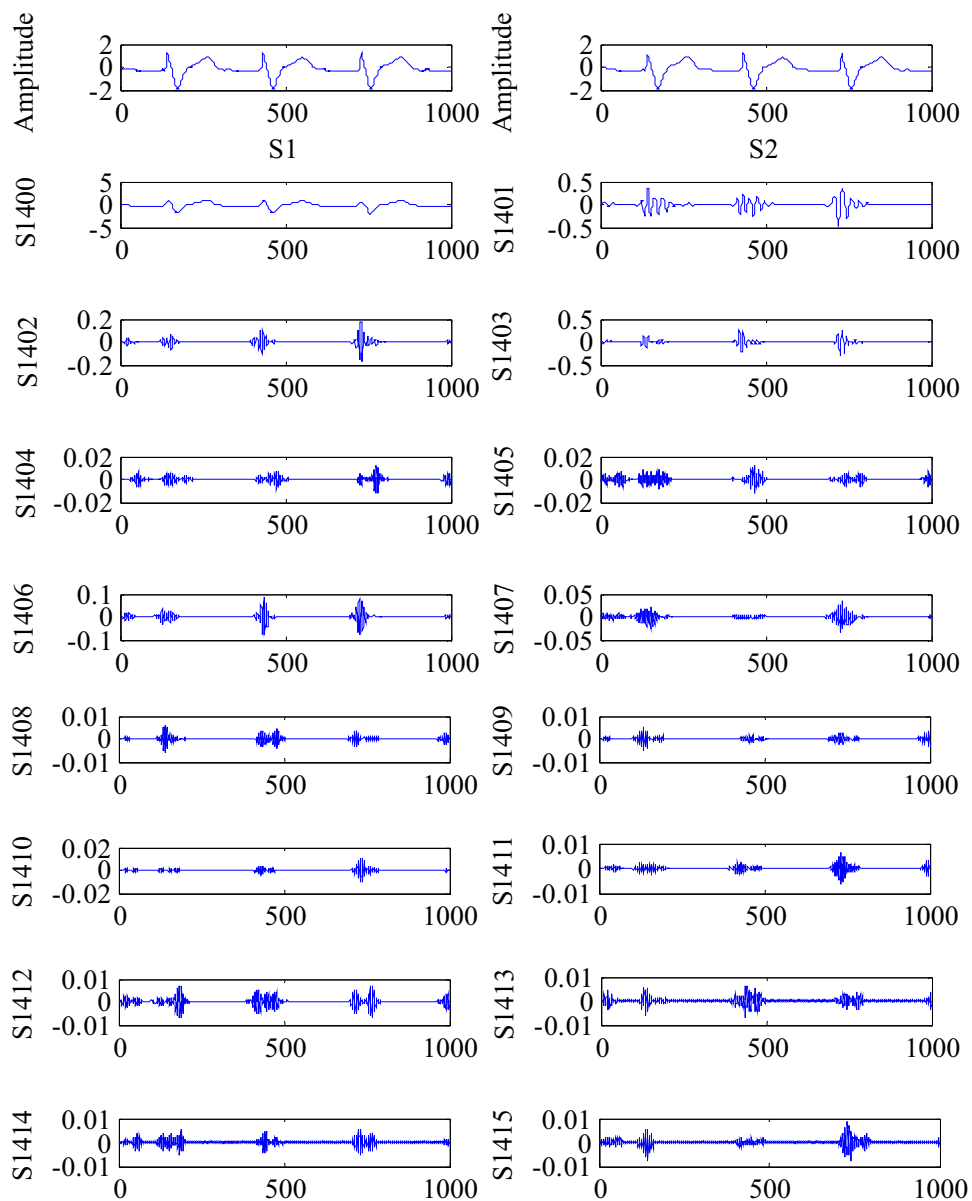 Amplitude
2
0
-2
0 500 1000
S1
Amplitude
2
0
-2
0 500 1000
S2
S1400
5
0
-5
0 500 1000
S1401
0.5
0
-0.5
0 500 1000
S1402
0.2
0
-0.2
0 500 1000
S1403
0.5
0
-0.5
0 500 1000
S1404
0.02
0
-0.02
0 500 1000
S1405
0.02
0
-0.02
0 500 1000
S1406
0.1
0
-0.1
0 500 1000
S1407
0.05
0
-0.05
0 500 1000
S1408
0.01
0
-0.01
0 500 1000
S1409
0.01
0
-0.01
0 500 1000
S1410
0.02
0
-0.02
0 500 1000
S1411
0.01
0
-0.01
0 500 1000
S1412
0.01
0
-0.01
0 500 1000
S1413
0.01
0
-0.01
0 500 1000
S1414
0.01
0
-0.01
0 500 1000
S1415
0.01
0
-0.01
0 500 1000